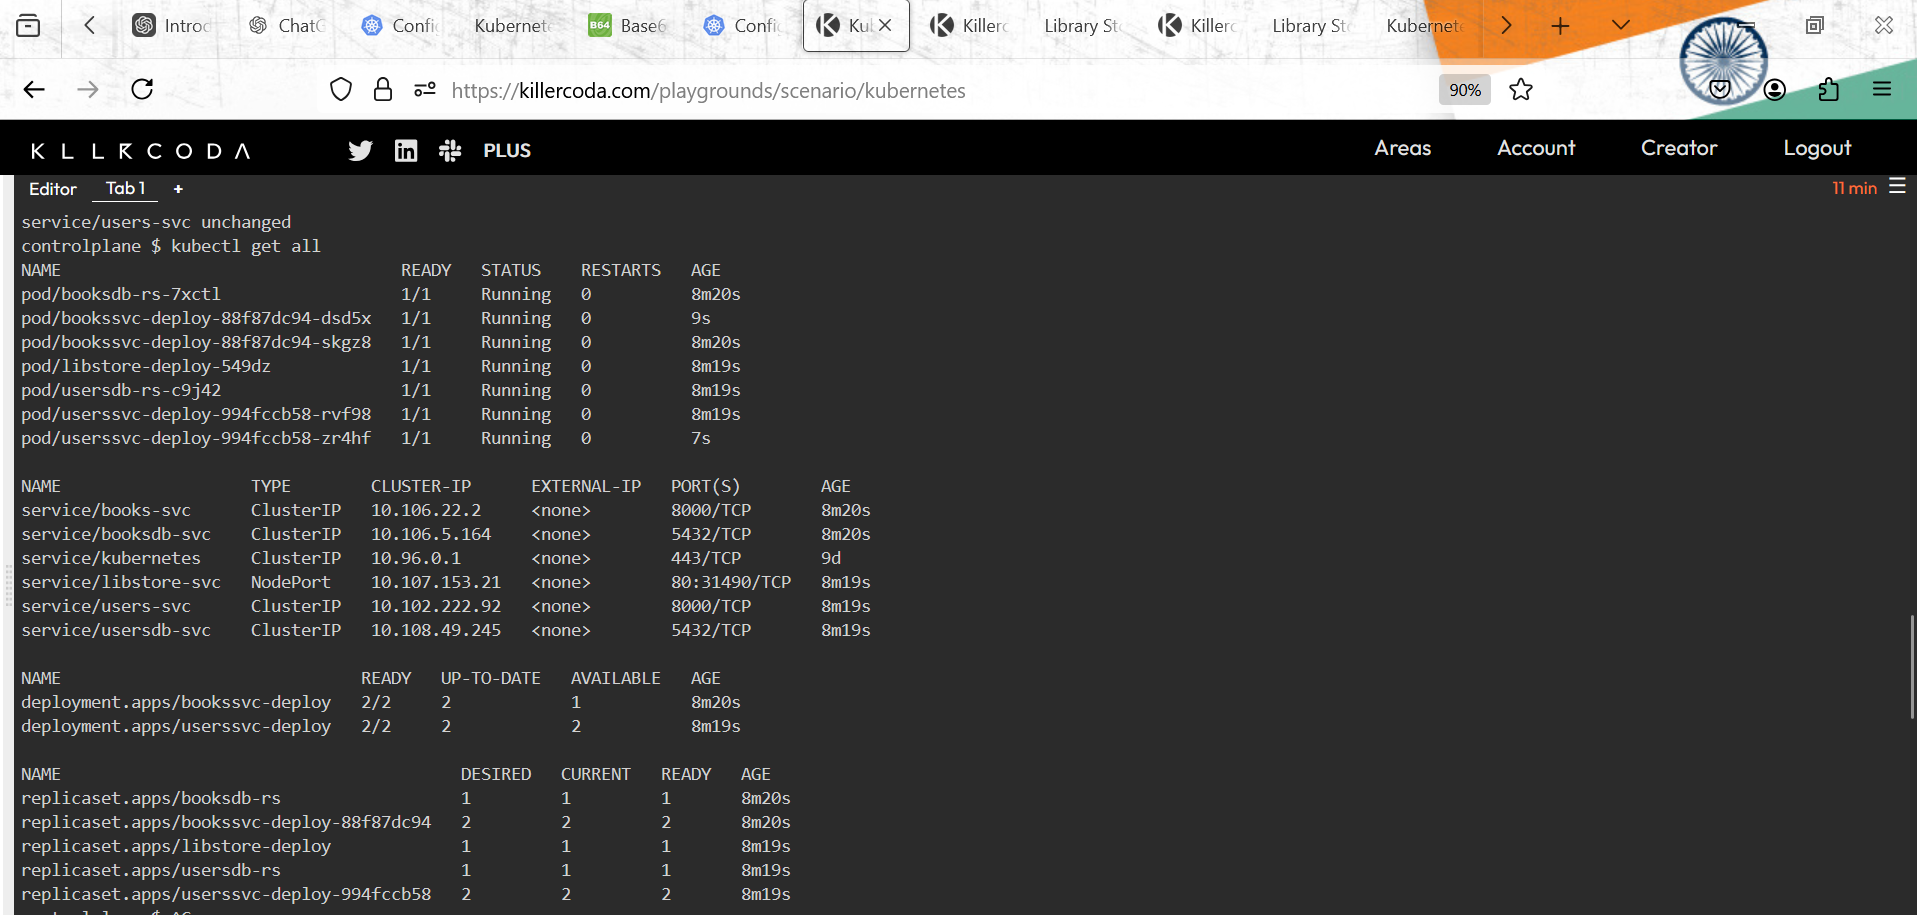 Introc ChatG Config Kubernete B64 Base6 Config Kub Killerc Library Sto Killerc Library Sto Kubernete
https://killercoda.com/playgrounds/scenario/kubernetes 90%
KLLRCODA PLUS Areas Account Creator Logout
Editor Tab 1 + 11 min
service/users-svc unchanged
controlplane $ kubectl get all
NAME READY STATUS RESTARTS AGE
pod/booksdb-rs-7xctl 1/1 Running 0 8m20s
pod/bookssvc-deploy-88f87dc94-dsd5x 1/1 Running 0 9s
pod/bookssvc-deploy-88f87dc94-skgz8 1/1 Running 0 8m20s
pod/libstore-deploy-549dz 1/1 Running 0 8m19s
pod/usersdb-rs-c9j42 1/1 Running 0 8m19s
pod/userssvc-deploy-994fccb58-rvf98 1/1 Running 0 8m19s
pod/userssvc-deploy-994fccb58-zr4hf 1/1 Running 0 7s
NAME TYPE CLUSTER-IP EXTERNAL-IP PORT(S) AGE
service/books-svc ClusterIP 10.106.22.2 <none> 8000/TCP 8m20s
service/booksdb-svc ClusterIP 10.106.5.164 <none> 5432/TCP 8m20s
service/kubernetes ClusterIP 10.96.0.1 <none> 443/TCP 9d
service/libstore-svc NodePort 10.107.153.21 <none> 80:31490/TCP 8m19s
service/users-svc ClusterIP 10.102.222.92 <none> 8000/TCP 8m19s
service/usersdb-svc ClusterIP 10.108.49.245 <none> 5432/TCP 8m19s
NAME READY UP-TO-DATE AVAILABLE AGE
deployment.apps/bookssvc-deploy 2/2 2 1 8m20s
deployment.apps/userssvc-deploy 2/2 2 2 8m19s
NAME DESIRED CURRENT READY AGE
replicaset.apps/booksdb-rs 1 1 1 8m20s
replicaset.apps/bookssvc-deploy-88f87dc94 2 2 2 8m20s
replicaset.apps/libstore-deploy 1 1 1 8m19s
replicaset.apps/usersdb-rs 1 1 1 8m19s
replicaset.apps/userssvc-deploy-994fccb58 2 2 2 8m19s